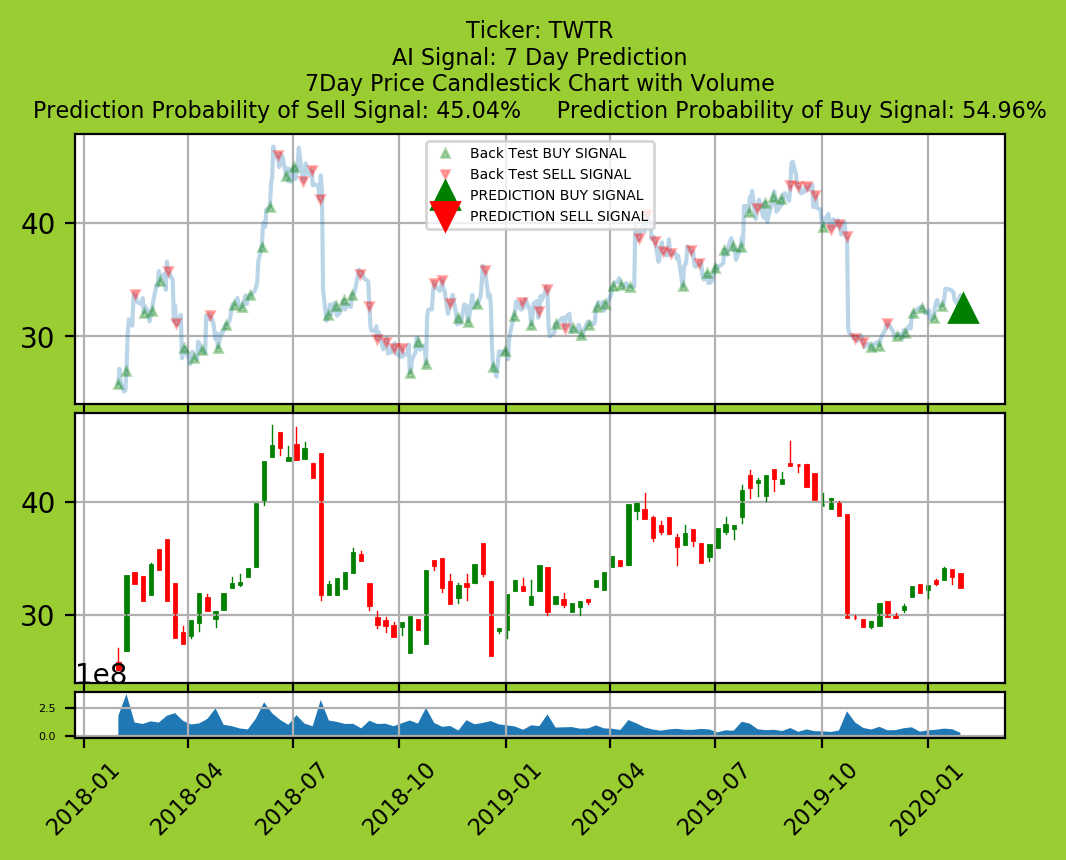 Ticker: TWTR
AI Signal: 7 Day Prediction
7Day Price Candlestick Chart with Volume
Prediction Probability of Sell Signal: 45.04%     Prediction Probability of Buy Signal: 54.96%
Back Test BUY SIGNAL
Back Test SELL SIGNAL
PREDICTION BUY SIGNAL
PREDICTION SELL SIGNAL
40
30
40
30
1e8
2.5
0.0
2018-01
2018-04
2018-07
2018-10
2019-01
2019-04
2019-07
2019-10
2020-01